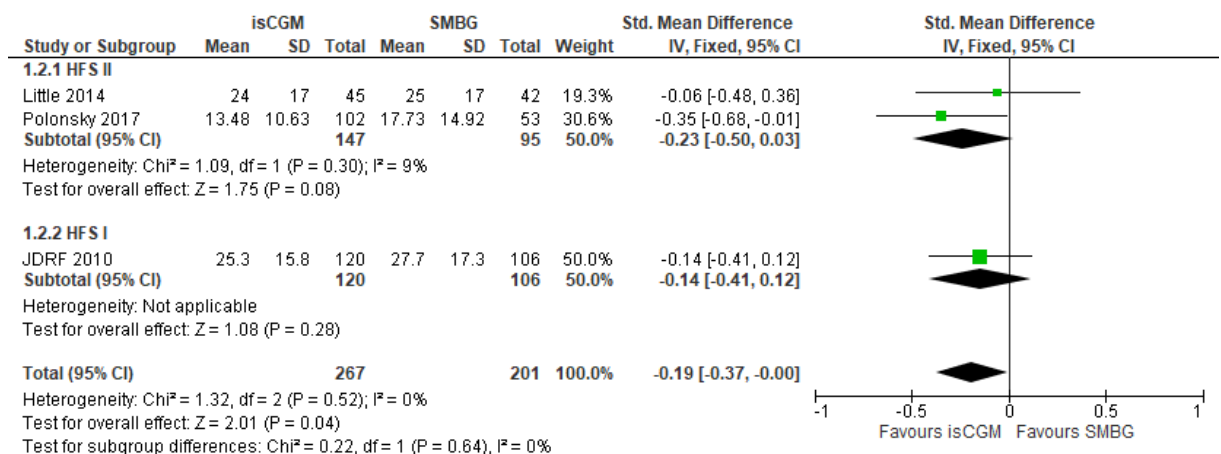 isCGM SMBG Std. Mean Difference Std. Mean Difference
Study or Subgroup Mean SD Total Mean SD Total Weight IV, Fixed, 95% CI IV, Fixed, 95% CI
1.2.1 HFS II
Little 2014 24 17 45 25 17 42 19.3% -0.06 [-0.48, 0.36]
Polonsky 2017 13.48 10.63 102 17.73 14.92 53 30.6% -0.35 [-0.68, -0.01]
Subtotal (95% CI) 147 95 50.0% -0.23 [-0.50, 0.03]
Heterogeneity: Chi² = 1.09, df = 1 (P = 0.30); I² = 9%
Test for overall effect: Z = 1.75 (P = 0.08)
1.2.2 HFS I
JDRF 2010 25.3 15.8 120 27.7 17.3 106 50.0% -0.14 [-0.41, 0.12]
Subtotal (95% CI) 120 106 50.0% -0.14 [-0.41, 0.12]
Heterogeneity: Not applicable
Test for overall effect: Z = 1.08 (P = 0.28)
Total (95% CI) 267 201 100.0% -0.19 [-0.37, -0.00]
Heterogeneity: Chi² = 1.32, df = 2 (P = 0.52); I² = 0%
Test for overall effect: Z = 2.01 (P = 0.04)
Test for subgroup differences: Chi² = 0.22, df = 1 (P = 0.64), I² = 0%
-1 -0.5 0 0.5 1
Favours isCGM Favours SMBG